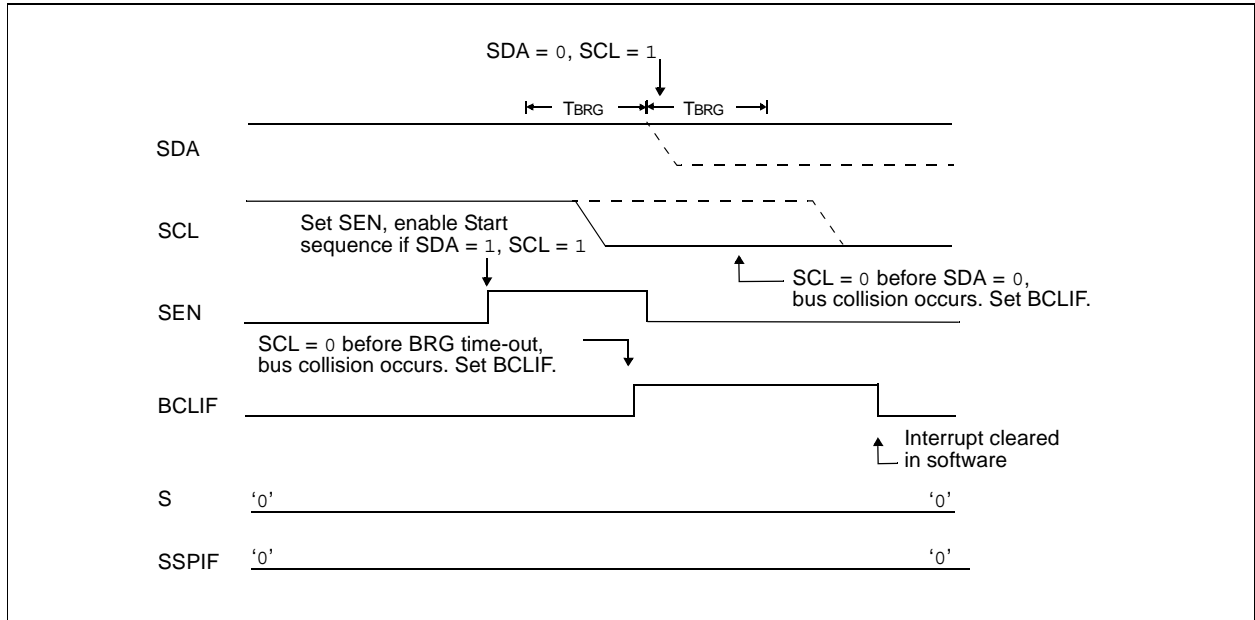 SDA = 0, SCL = 1
TBRG TBRG
SDA
SCL
Set SEN, enable Start
sequence if SDA = 1, SCL = 1
SCL = 0 before SDA = 0,
bus collision occurs. Set BCLIF.
SEN
SCL = 0 before BRG time-out,
bus collision occurs. Set BCLIF.
BCLIF
Interrupt cleared
in software
S ‘0’ ‘0’
SSPIF ‘0’ ‘0’